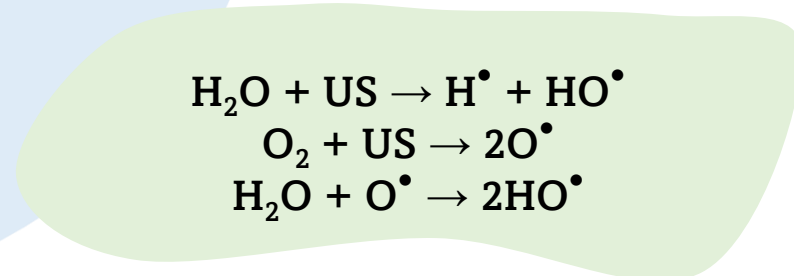 H₂O + US → H• + HO•
O₂ + US → 2O•
H₂O + O• → 2HO•